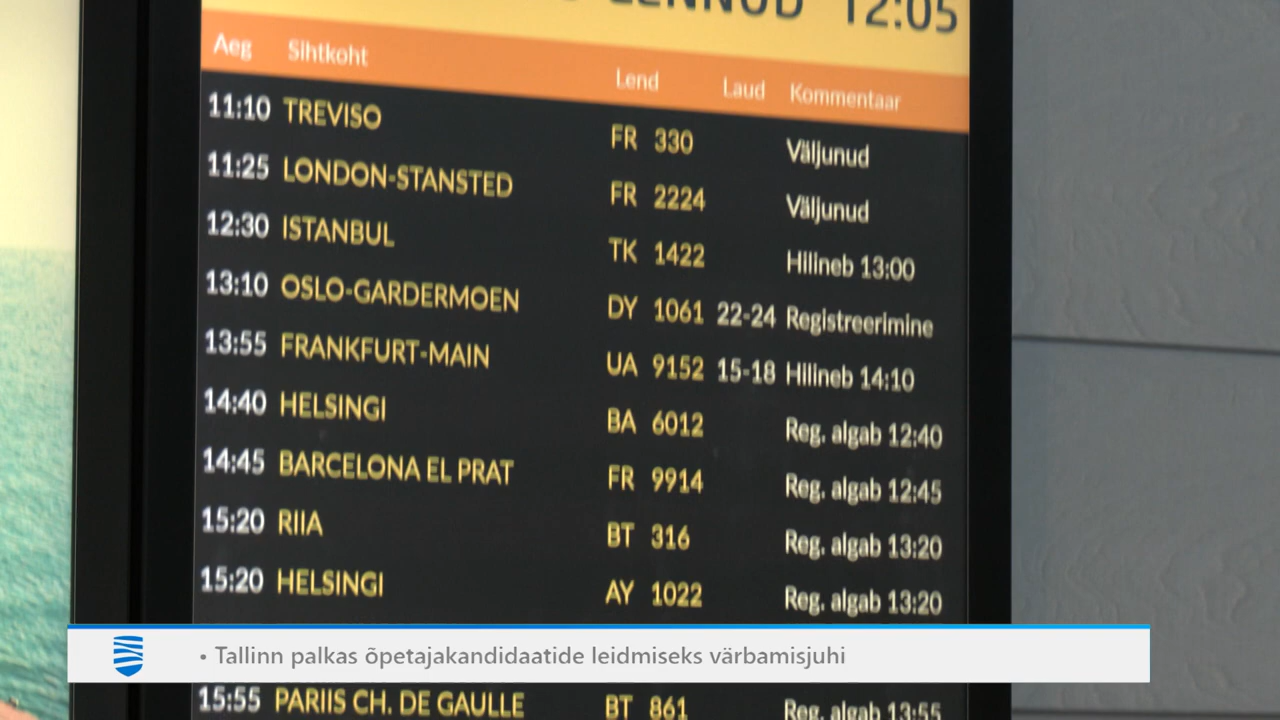 LENNUD 12:05
Aeg Sihtkoht Lend Laud Kommentaar
11:10 TREVISO FR 330 Väljunud
11:25 LONDON-STANSTED FR 2224 Väljunud
12:30 ISTANBUL TK 1422 Hilineb 13:00
13:10 OSLO-GARDERMOEN DY 1061 22-24 Registreerimine
13:55 FRANKFURT-MAIN UA 9152 15-18 Hilineb 14:10
14:40 HELSINGI BA 6012 Reg. algab 12:40
14:45 BARCELONA EL PRAT FR 9914 Reg. algab 12:45
15:20 RIIA BT 316 Reg. algab 13:20
15:20 HELSINGI AY 1022 Reg. algab 13:20
• Tallinn palkas õpetajakandidaatide leidmiseks värbamisjuhi
15:55 PARIIS CH. DE GAULLE BT 861 Reg. algab 13:55